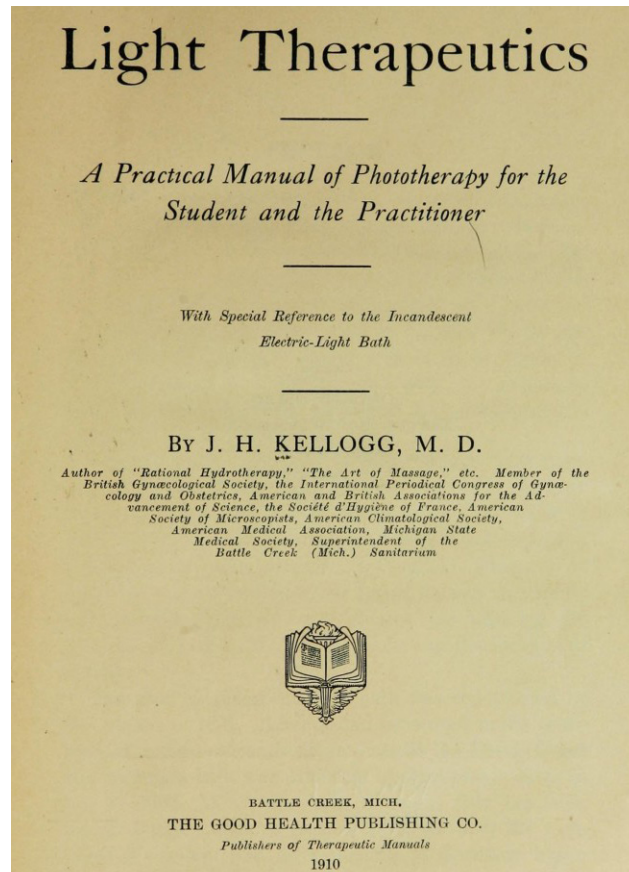 Light Therapeutics
A Practical Manual of Phototherapy for the
Student and the Practitioner
With Special Reference to the Incandescent
Electric-Light Bath
By J. H. KELLOGG, M. D.
Author of "Rational Hydrotherapy," "The Art of Massage," etc. Member of the
British Gynæcological Society, the International Periodical Congress of Gynæ-
cology and Obstetrics, American and British Associations for the Ad-
vancement of Science, the Société d'Hygiène of France, American
Society of Microscopists, American Climatological Society,
American Medical Association, Michigan State
Medical Society, Superintendent of the
Battle Creek (Mich.) Sanitarium
BATTLE CREEK, MICH.
THE GOOD HEALTH PUBLISHING CO.
Publishers of Therapeutic Manuals
1910